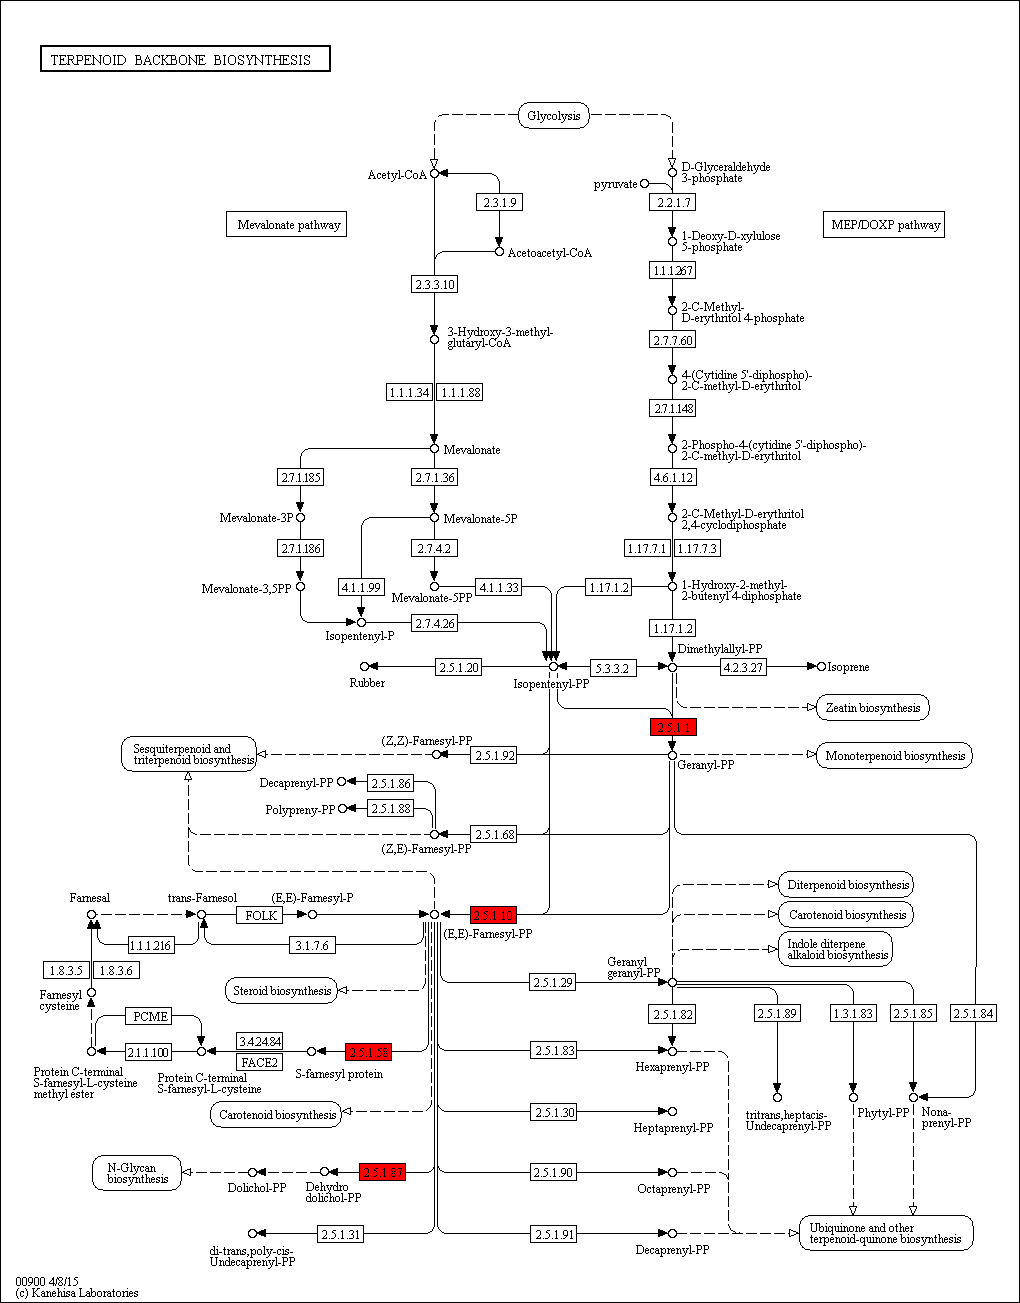 TERPENOID BACKBONE BIOSYNTHESIS
Glycolysis
Acetyl-CoA
D-Glyceraldehyde
3-phosphate
pyruvate
2.3.1.9
2.2.1.7
Mevalonate pathway
MEP/DOXP pathway
Acetoacetyl-CoA
1-Deoxy-D-xylulose
5-phosphate
2.3.3.10
1.1.1.267
3-Hydroxy-3-methyl-
glutaryl-CoA
2-C-Methyl-
D-erythritol 4-phosphate
2.7.7.60
1.1.1.34
1.1.1.88
4-(Cytidine 5'-diphospho)-
2-C-methyl-D-erythritol
2.7.1.148
Mevalonate
2-Phospho-4-(cytidine 5'-diphospho)-
2-C-methyl-D-erythritol
2.7.1.185
2.7.1.36
4.6.1.12
Mevalonate-3P
Mevalonate-5P
2-C-Methyl-D-erythritol
2,4-cyclodiphosphate
2.7.1.186
2.7.4.2
1.17.7.1
1.17.7.3
Mevalonate-3,5PP
4.1.1.99
Mevalonate-5PP
4.1.1.33
1.17.1.2
1-Hydroxy-2-methyl-
2-butenyl 4-diphosphate
Isopentenyl-P
2.7.4.26
1.17.1.2
Dimethylallyl-PP
Rubber
2.5.1.20
Isopentenyl-PP
5.3.3.2
4.2.3.27
Isoprene
Zeatin biosynthesis
2.5.1.1
Sesquiterpenoid and
triterpenoid biosynthesis
(Z,Z)-Farnesyl-PP
2.5.1.92
Geranyl-PP
Monoterpenoid biosynthesis
Decaprenyl-PP
2.5.1.86
Polypreny-PP
2.5.1.88
(Z,E)-Farnesyl-PP
2.5.1.68
Farnesal
trans-Farnesol
(E,E)-Farnesyl-P
Diterpenoid biosynthesis
FOLK
2.5.1.10
(E,E)-Farnesyl-PP
Carotenoid biosynthesis
1.1.1.216
3.1.7.6
Indole diterpene
alkaloid biosynthesis
1.8.3.5
1.8.3.6
Geranyl
geranyl-PP
2.5.1.29
Farnesyl
cysteine
Steroid biosynthesis
PCME
2.5.1.82
2.5.1.89
1.3.1.83
2.5.1.85
2.5.1.84
2.1.1.100
3.4.24.84
FACE2
2.5.1.58
2.5.1.83
Protein C-terminal
S-farnesyl-L-cysteine
methyl ester
Protein C-terminal
S-farnesyl-L-cysteine
S-farnesyl protein
Hexaprenyl-PP
Carotenoid biosynthesis
2.5.1.30
Heptaprenyl-PP
tritrans,heptacis-
Undecaprenyl-PP
Phytyl-PP
Nona-
prenyl-PP
N-Glycan
biosynthesis
Dolichol-PP
Dehydro
dolichol-PP
2.5.1.87
2.5.1.90
Octaprenyl-PP
2.5.1.31
2.5.1.91
di-trans,poly-cis-
Undecaprenyl-PP
Decaprenyl-PP
Ubiquinone and other
terpenoid-quinone biosynthesis
00900 4/8/15
(c) Kanehisa Laboratories